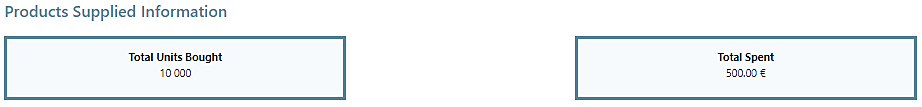 Products Supplied Information
Total Units Bought
10 000
Total Spent
500.00 €